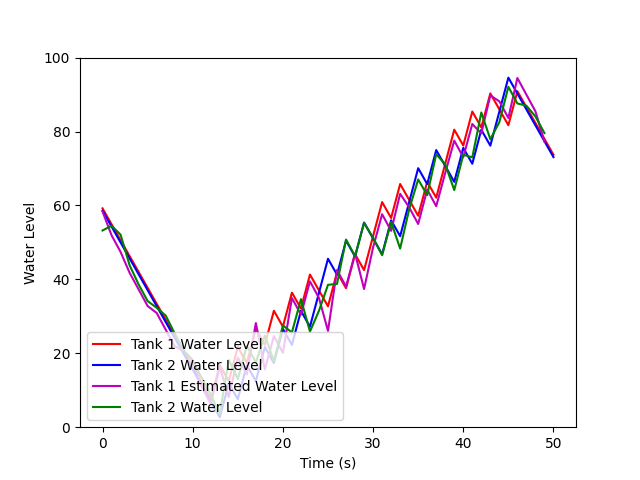 100
80
60
40
20
0
Water Level
Tank 1 Water Level
Tank 2 Water Level
Tank 1 Estimated Water Level
Tank 2 Water Level
0 10 20 30 40 50
Time (s)